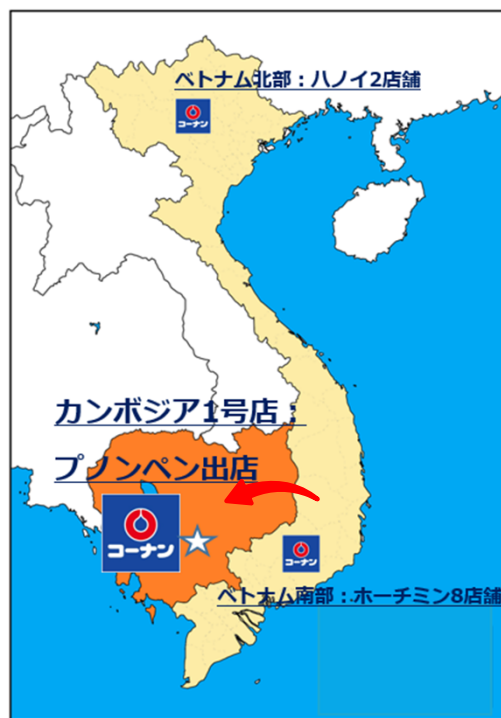 ベトナム北部：ハノイ2店舗
コーナン
カンボジア1号店：
プノンペン出店
コーナン
コーナン
ベトナム南部：ホーチミン8店舗